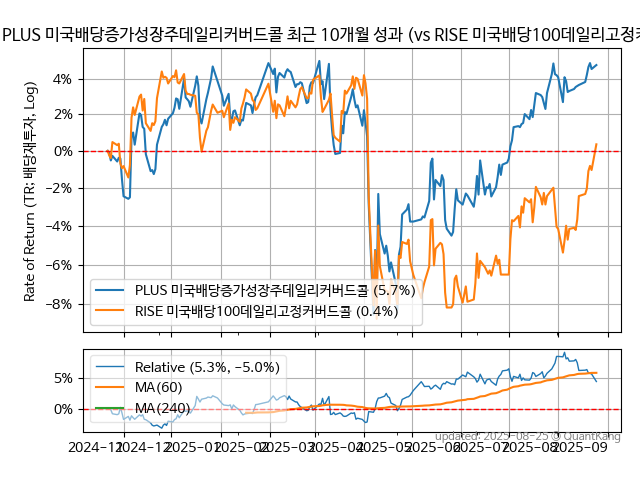 PLUS 미국배당증가성장주데일리커버드콜 최근 10개월 성과 (vs RISE 미국배당100데일리고정커
Rate of Return (TR: 배당재투자, Log)
4%
2%
0%
−2%
−4%
−6%
−8%
PLUS 미국배당증가성장주데일리커버드콜 (5.7%)
RISE 미국배당100데일리고정커버드콜 (0.4%)
5%
0%
Relative (5.3%, −5.0%)
MA(60)
MA(240)
updated: 2025-08-25 © QuantKang
2024-11 2024-12 2025-01 2025-02 2025-03 2025-04 2025-05 2025-06 2025-07 2025-08 2025-09